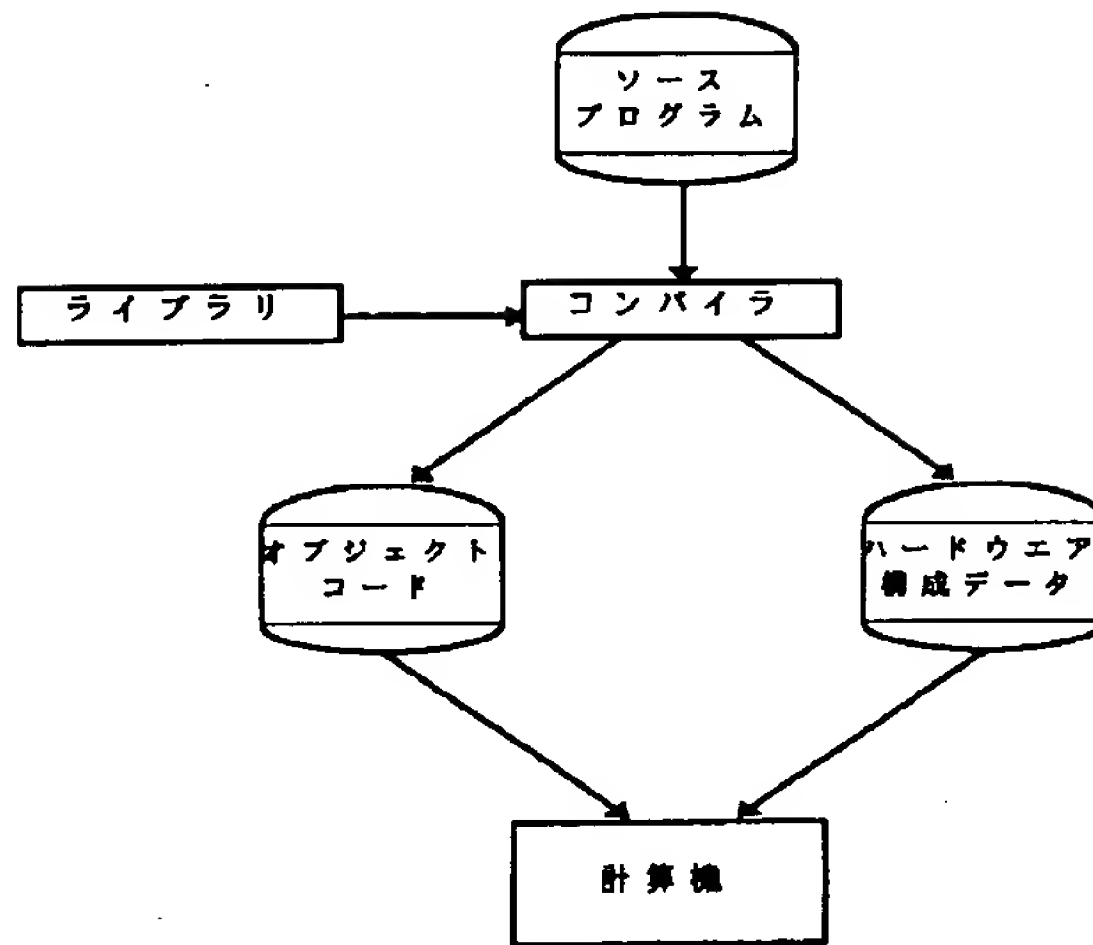 ソース
プログラム
ライブラリ
コンパイラ
オブジェクト
コード
ハードウエア
構成データ
計算機